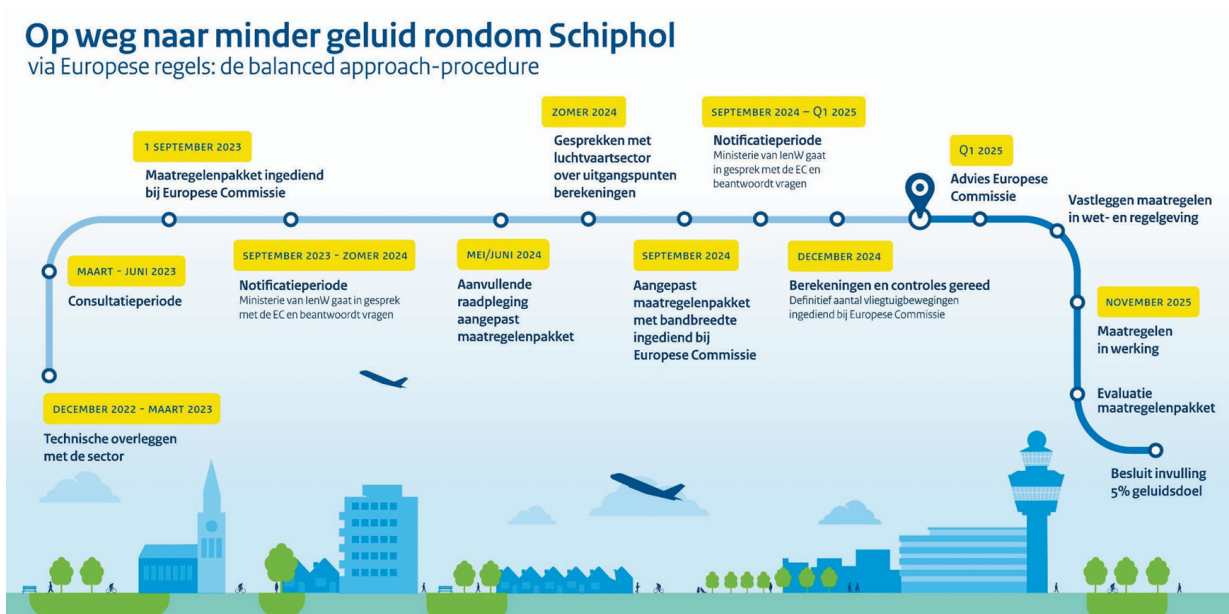 Op weg naar minder geluid rondom Schiphol
via Europese regels: de balanced approach-procedure
DECEMBER 2022 - MAART 2023
Technische overleggen
met de sector
MAART - JUNI 2023
Consultatieperiode
1 SEPTEMBER 2023
Maatregelenpakket ingediend
bij Europese Commissie
SEPTEMBER 2023 - ZOMER 2024
Notificatieperiode
Ministerie van IenW gaat in gesprek
met de EC en beantwoordt vragen
MEI/JUNI 2024
Aanvullende
raadpleging
aangepast
maatregelenpakket
ZOMER 2024
Gesprekken met
luchtvaartsector
over uitgangspunten
berekeningen
SEPTEMBER 2024
Aangepast
maatregelenpakket
met bandbreedte
ingediend bij
Europese Commissie
SEPTEMBER 2024 – Q1 2025
Notificatieperiode
Ministerie van IenW gaat
in gesprek met de EC en
beantwoordt vragen
DECEMBER 2024
Berekeningen en controles gereed
Definitief aantal vliegtuigbewegingen
ingediend bij Europese Commissie
Q1 2025
Advies Europese
Commissie
Vastleggen maatregelen
in wet- en regelgeving
NOVEMBER 2025
Maatregelen
in werking
Evaluatie
maatregelenpakket
Besluit invulling
5% geluidsdoel